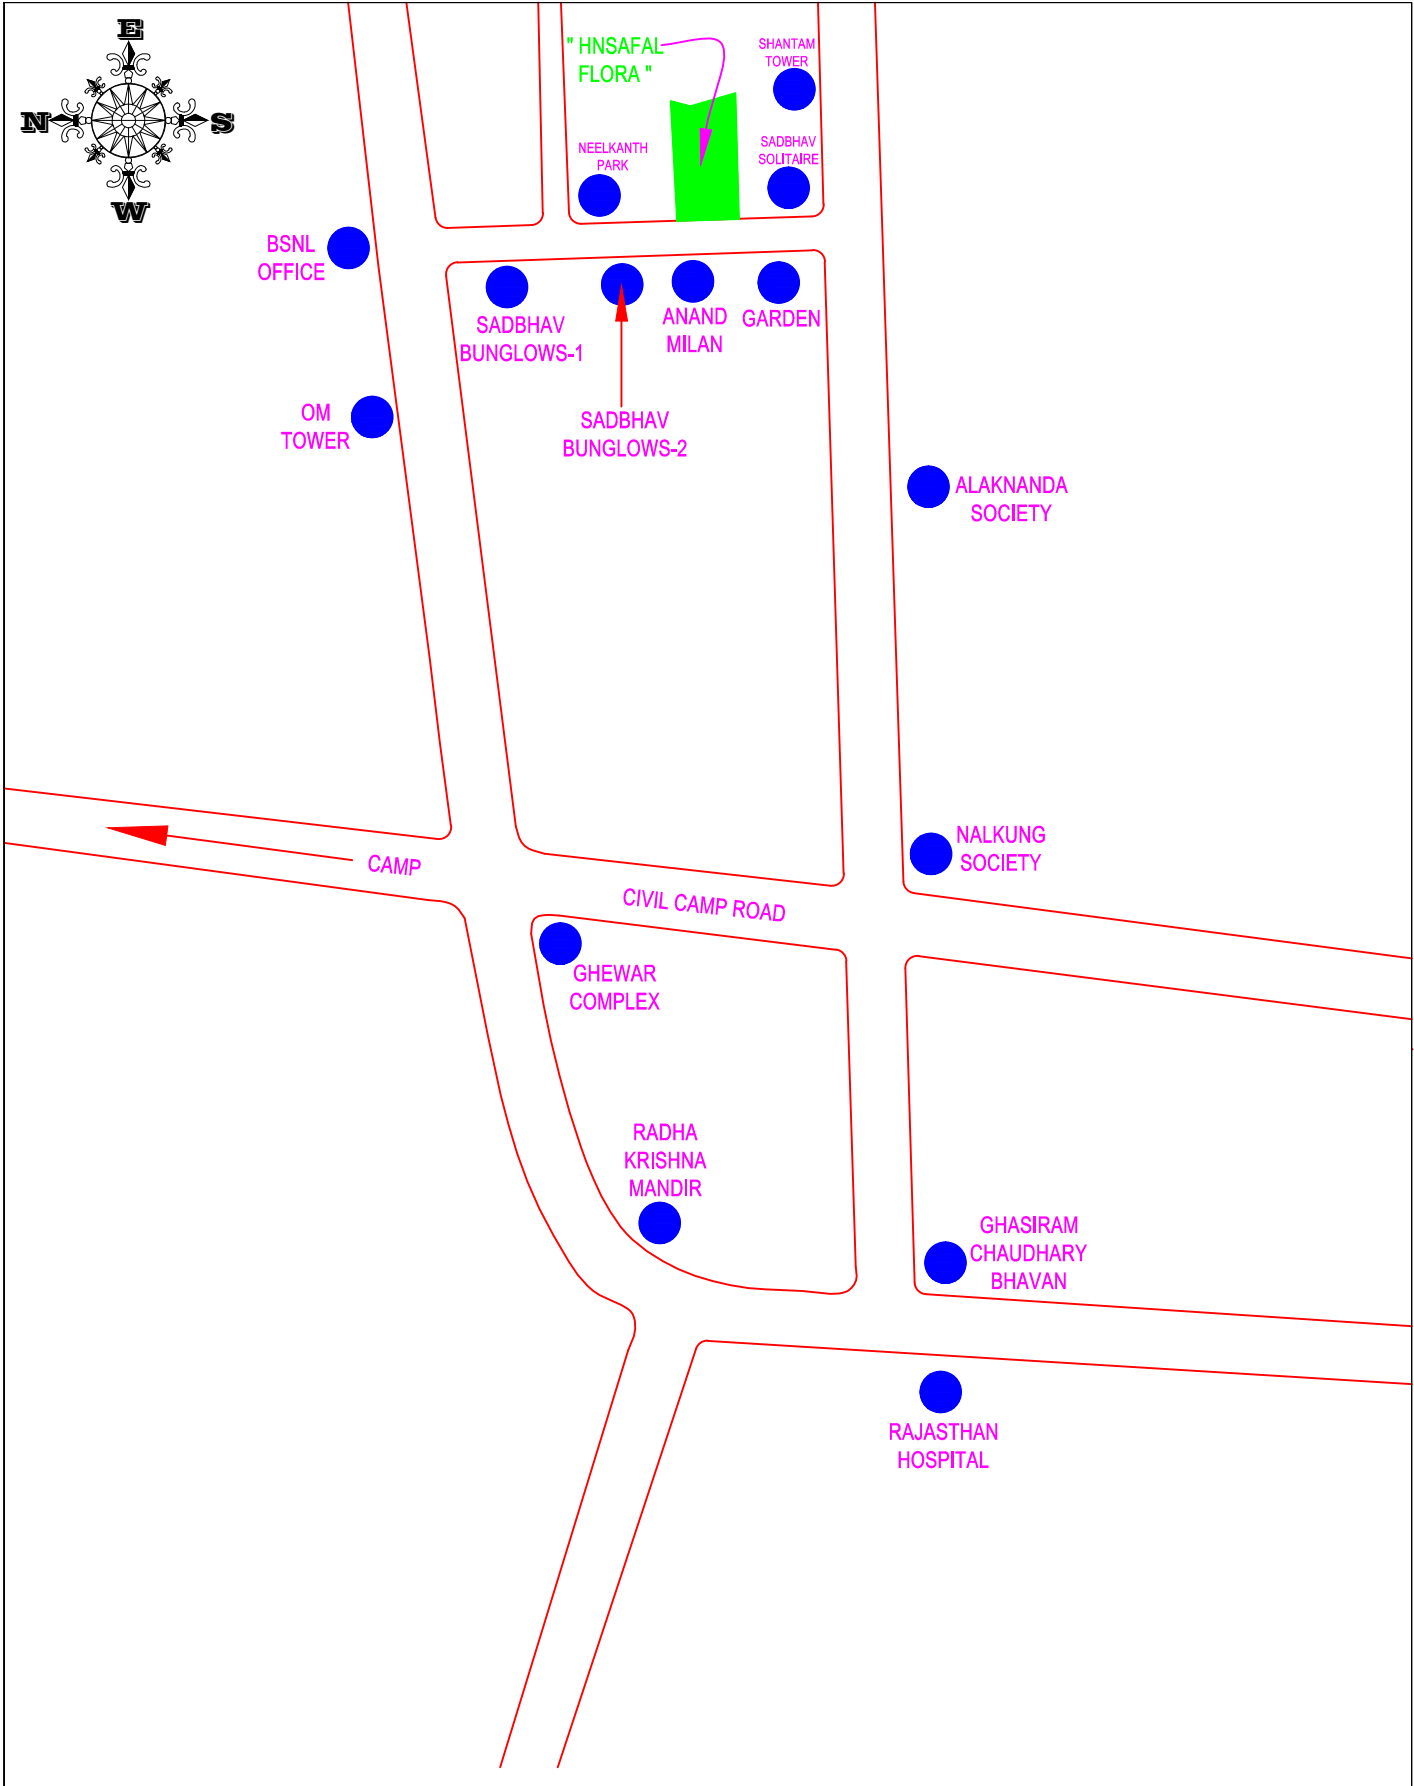 E
N
S
W
" HNSAFAL
FLORA "
SHANTAM
TOWER
NEELKANTH
PARK
SADBHAV
SOLITAIRE
BSNL
OFFICE
SADBHAV
BUNGLOWS-1
ANAND
MILAN
GARDEN
OM
TOWER
SADBHAV
BUNGLOWS-2
ALAKNANDA
SOCIETY
NALKUNG
SOCIETY
CAMP
CIVIL CAMP ROAD
GHEWAR
COMPLEX
RADHA
KRISHNA
MANDIR
GHASIRAM
CHAUDHARY
BHAVAN
RAJASTHAN
HOSPITAL